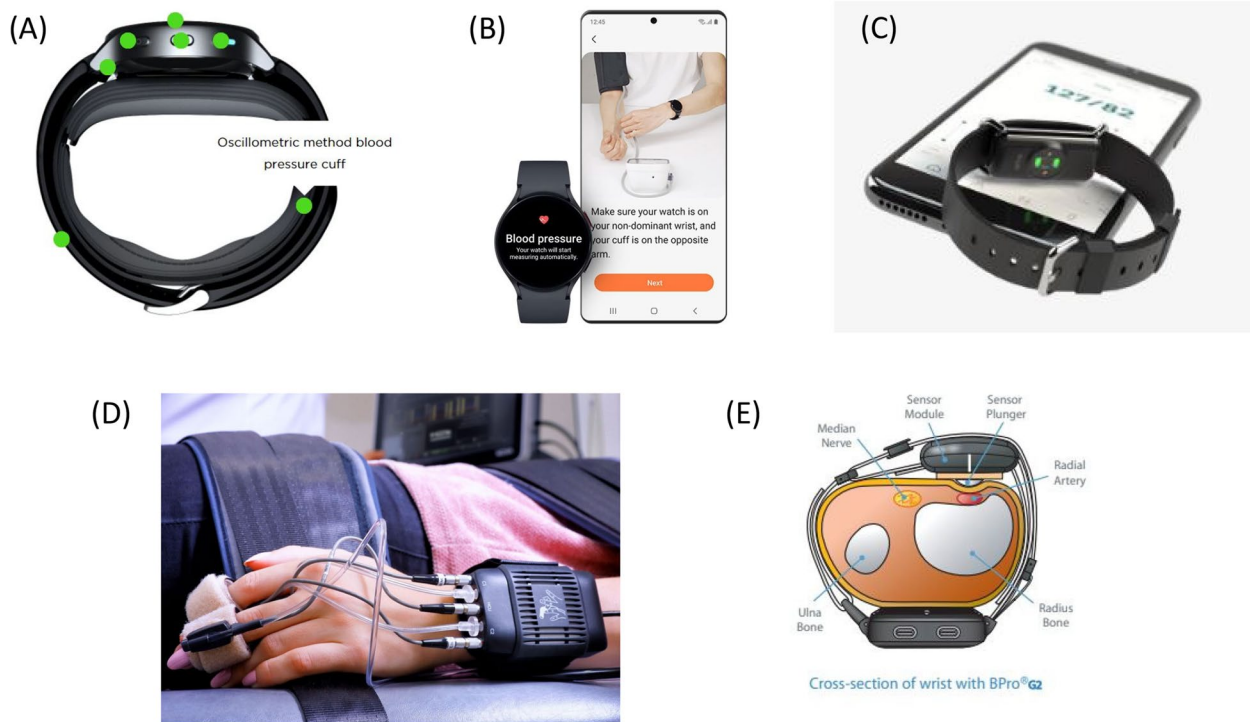 (A)
Oscillometric method blood
pressure cuff
(B)
12:45
Blood pressure
Your watch will start
measuring automatically.
Make sure your watch is on
your non-dominant wrist, and
your cuff is on the opposite
arm.
Next
(C)
127/82
(D)
(E)
Sensor
Module
Sensor
Plunger
Median
Nerve
Radial
Artery
Ulna
Bone
Radius
Bone
Cross-section of wrist with BPro®G2